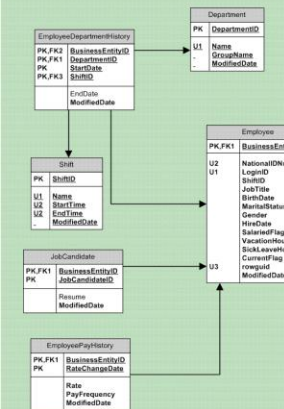 Department
PK DepartmentID
U1 Name
GroupName
ModifiedDate
EmployeeDepartmentHistory
PK,FK2 BusinessEntityID
PK,FK1 DepartmentID
PK StartDate
PK,FK3 ShiftID
EndDate
ModifiedDate
Employee
PK,FK1 BusinessEnt
U2 NationalIDNu
U1 LoginID
ShiftID
JobTitle
BirthDate
MaritalStatus
Gender
HireDate
SalariedFlag
VacationHou
SickLeaveHo
CurrentFlag
U3 rowguid
ModifiedDate
Shift
PK ShiftID
U1 Name
U2 StartTime
U2 EndTime
ModifiedDate
JobCandidate
PK,FK1 BusinessEntityID
PK JobCandidateID
Resume
ModifiedDate
EmployeePayHistory
PK,FK1 BusinessEntityID
PK RateChangeDate
Rate
PayFrequency
ModifiedDate